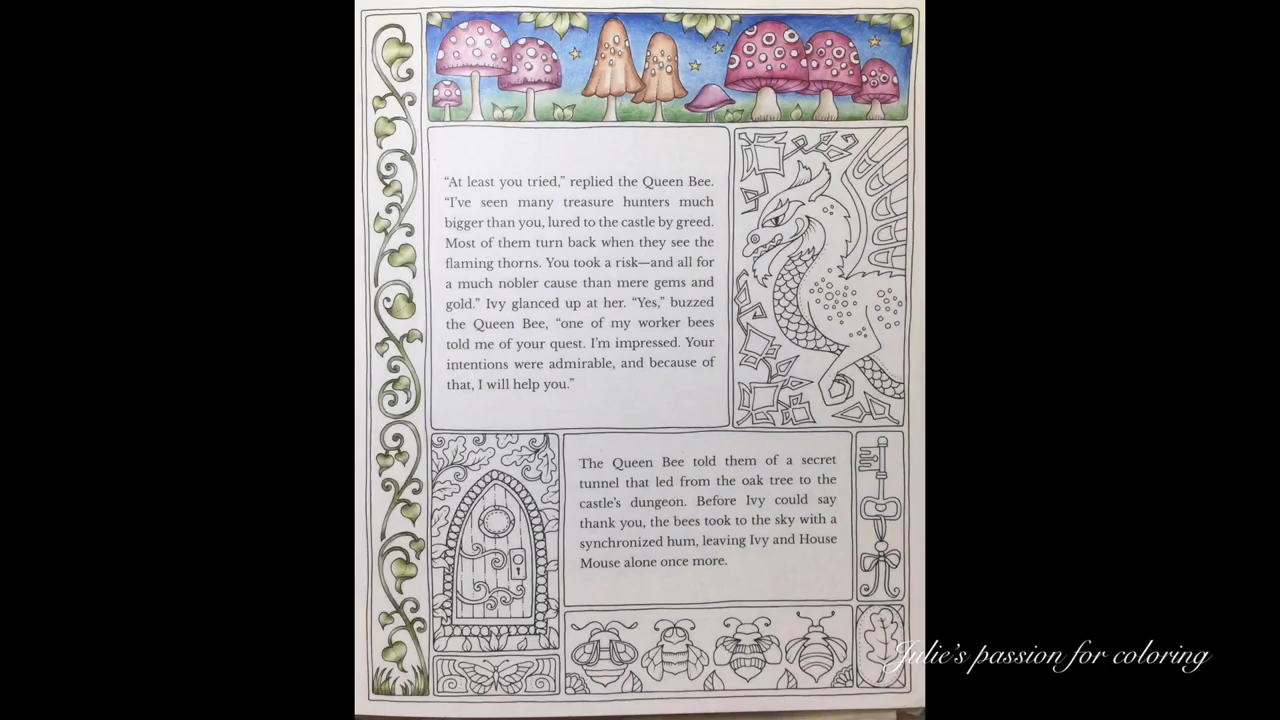 “At least you tried,” replied the Queen Bee.
“I’ve seen many treasure hunters much
bigger than you, lured to the castle by greed.
Most of them turn back when they see the
flaming thorns. You took a risk—and all for
a much nobler cause than mere gems and
gold.” Ivy glanced up at her. “Yes,” buzzed
the Queen Bee, “one of my worker bees
told me of your quest. I’m impressed. Your
intentions were admirable, and because of
that, I will help you.”
The Queen Bee told them of a secret
tunnel that led from the oak tree to the
castle’s dungeon. Before Ivy could say
thank you, the bees took to the sky with a
synchronized hum, leaving Ivy and House
Mouse alone once more.
Julie’s passion for coloring